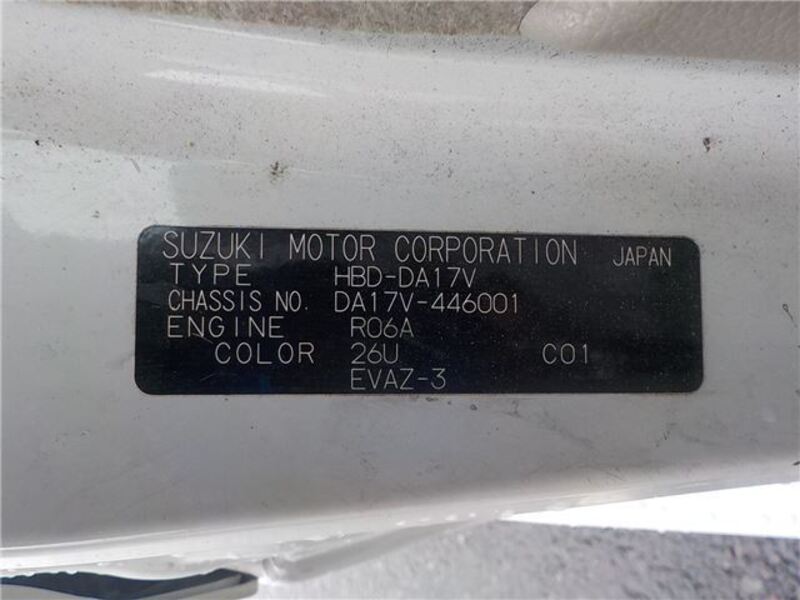 SUZUKI MOTOR CORPORATION JAPAN
TYPE HBD-DA17V
CHASSIS NO. DA17V-446001
ENGINE R06A
COLOR 26U C01
EVAZ-3